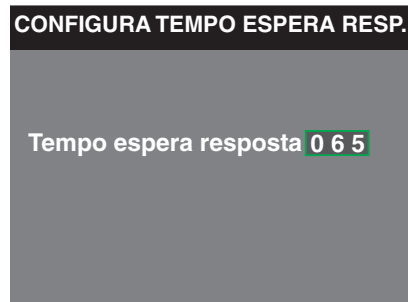 CONFIGURA TEMPO ESPERA RESP.
Tempo espera resposta 0 6 5